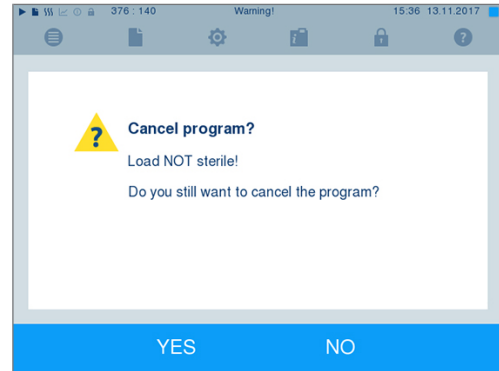 376 : 140 Warning! 15:36 13.11.2017
Cancel program?
Load NOT sterile!
Do you still want to cancel the program?
YES NO